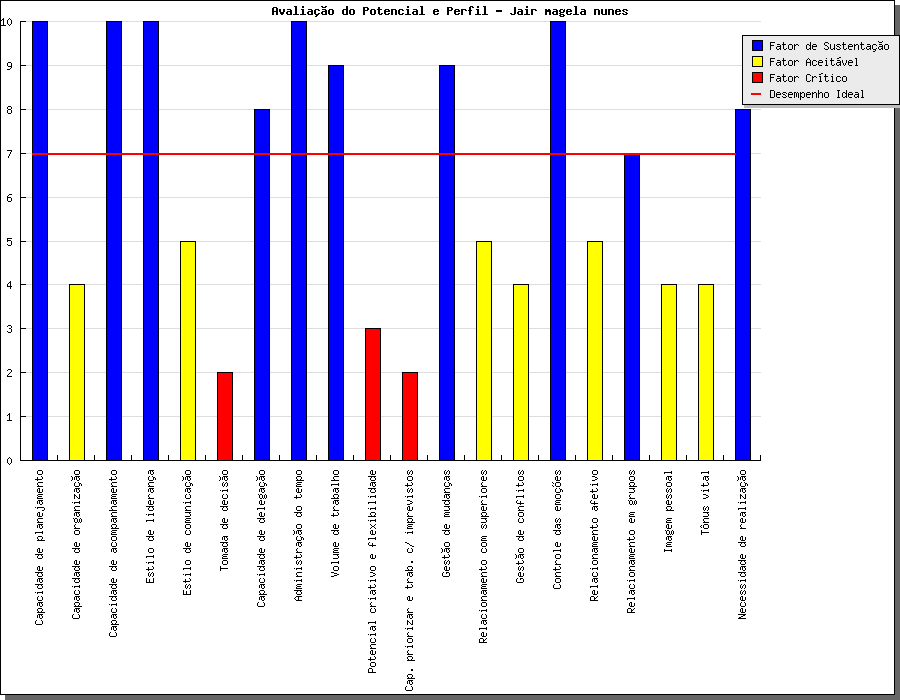 Avaliação do Potencial e Perfil - Jair magela nunes
Fator de Sustentação
Fator Aceitável
Fator Crítico
Desempenho Ideal
10
9
8
7
6
5
4
3
2
1
0
Capacidade de planejamento
Capacidade de organização
Capacidade de acompanhamento
Estilo de liderança
Estilo de comunicação
Tomada de decisão
Capacidade de delegação
Administração do tempo
Volume de trabalho
Potencial criativo e flexibilidade
Cap. priorizar e trab. c/ imprevistos
Gestão de mudanças
Relacionamento com superiores
Gestão de conflitos
Controle das emoções
Relacionamento afetivo
Relacionamento em grupos
Imagem pessoal
Tônus vital
Necessidade de realização